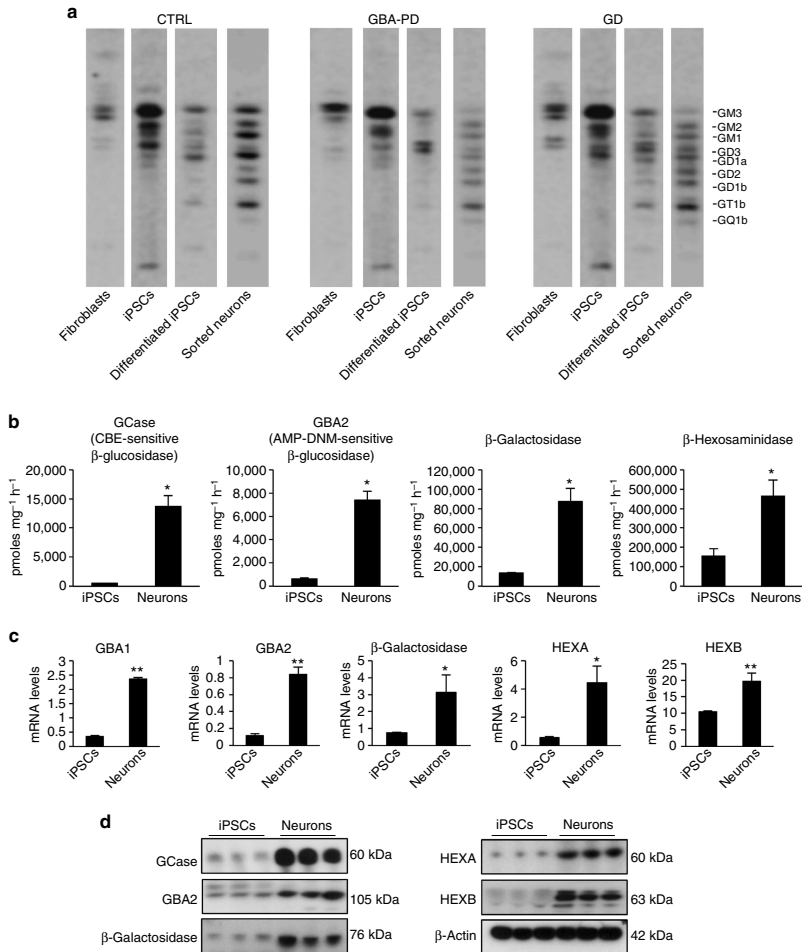 a
CTRL
GBA-PD
GD
-GM3
-GM2
-GM1
-GD3
-GD1a
-GD2
-GD1b
-GT1b
-GQ1b
Fibroblasts
iPSCs
Differentiated iPSCs
Sorted neurons
Fibroblasts
iPSCs
Differentiated iPSCs
Sorted neurons
Fibroblasts
iPSCs
Differentiated iPSCs
Sorted neurons
b
GCase
(CBE-sensitive
β-glucosidase)
pmoles mg⁻¹ h⁻¹
20,000
15,000
10,000
5,000
0
*
iPSCs Neurons
GBA2
(AMP-DNM-sensitive
β-glucosidase)
pmoles mg⁻¹ h⁻¹
10,000
8,000
6,000
4,000
2,000
0
*
iPSCs Neurons
β-Galactosidase
pmoles mg⁻¹ h⁻¹
120,000
100,000
80,000
60,000
40,000
20,000
0
*
iPSCs Neurons
β-Hexosaminidase
pmoles mg⁻¹ h⁻¹
600,000
500,000
400,000
300,000
200,000
100,000
0
*
iPSCs Neurons
c
GBA1
mRNA levels
3
2.5
2
1.5
1
0.5
0
**
iPSCs
Neurons
GBA2
mRNA levels
1
0.8
0.6
0.4
0.2
0
**
iPSCs
Neurons
β-Galactosidase
mRNA levels
5
4
3
2
1
0
*
iPSCs
Neurons
HEXA
mRNA levels
6
4
2
0
*
iPSCs
Neurons
HEXB
mRNA levels
25
20
15
10
5
0
**
iPSCs
Neurons
d
iPSCs Neurons
GCase 60 kDa
GBA2 105 kDa
β-Galactosidase 76 kDa
iPSCs Neurons
HEXA 60 kDa
HEXB 63 kDa
β-Actin 42 kDa